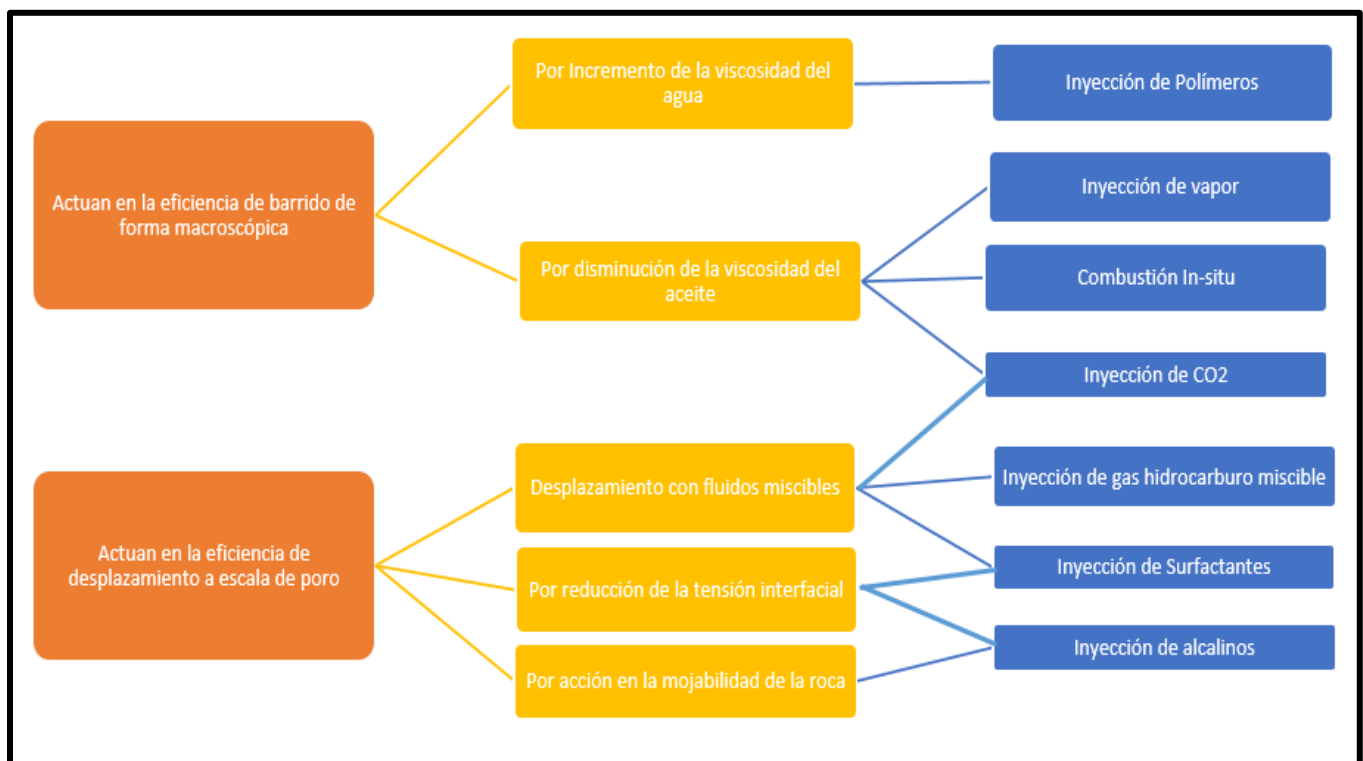 Por Incremento de la viscosidad del
agua
Inyección de Polímeros
Actuan en la eficiencia de barrido de
forma macroscópica
Inyección de vapor
Por disminución de la viscosidad del
aceite
Combustión In-situ
Inyección de CO2
Desplazamiento con fluidos miscibles
Inyección de gas hidrocarburo miscible
Actuan en la eficiencia de
desplazamiento a escala de poro
Por reducción de la tensión interfacial
Inyección de Surfactantes
Por acción en la mojabilidad de la roca
Inyección de alcalinos